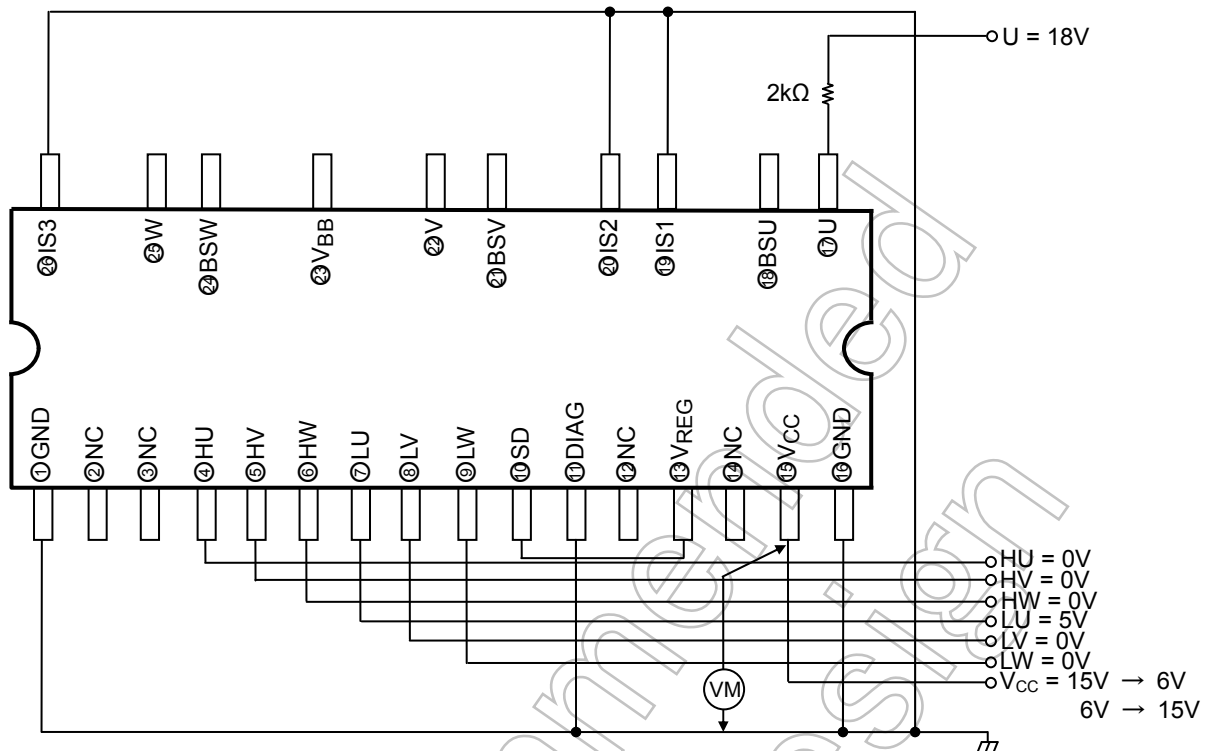 U = 18V
2kΩ
㉖IS3
㉕W
㉔BSW
㉓VBB
㉒V
㉑BSV
⑳IS2
⑲IS1
⑱BSU
⑰U
①GND
②NC
③NC
④HU
⑤HV
⑥HW
⑦LU
⑧LV
⑨LW
⑩SD
⑪DIAG
⑫NC
⑬VREG
⑭NC
⑮VCC
⑯GND
HU = 0V
HV = 0V
HW = 0V
LU = 5V
LV = 0V
LW = 0V
VM
VCC = 15V → 6V
6V → 15V
mmended
esign